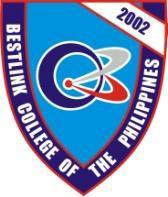 2002
BESTLINK COLLEGE OF THE PHILIPPINES